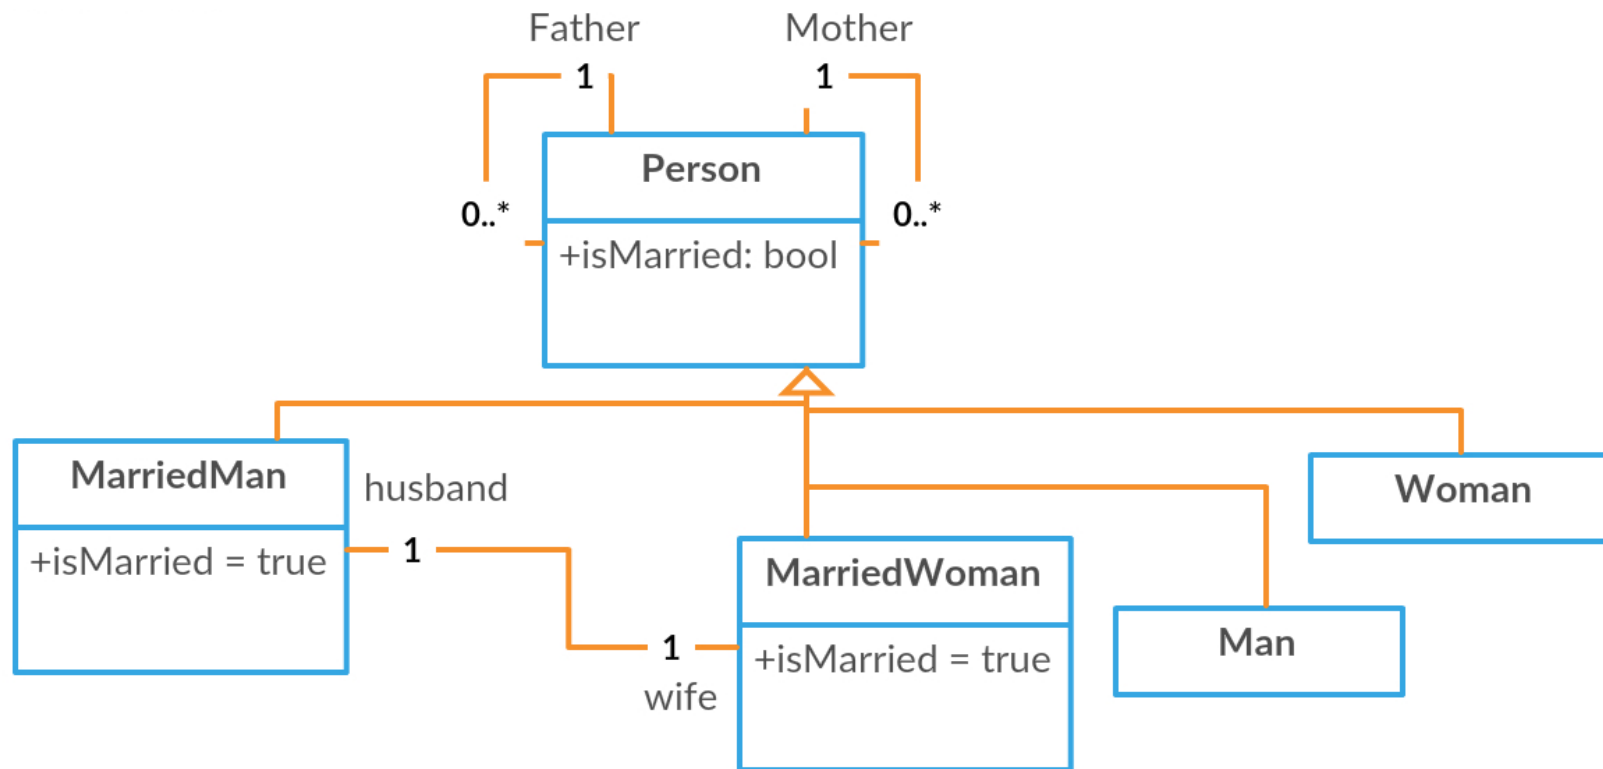 Father
Mother
1
1
Person
0..*
0..*
+isMarried: bool
MarriedMan
husband
Woman
+isMarried = true
1
MarriedWoman
Man
1
+isMarried = true
wife